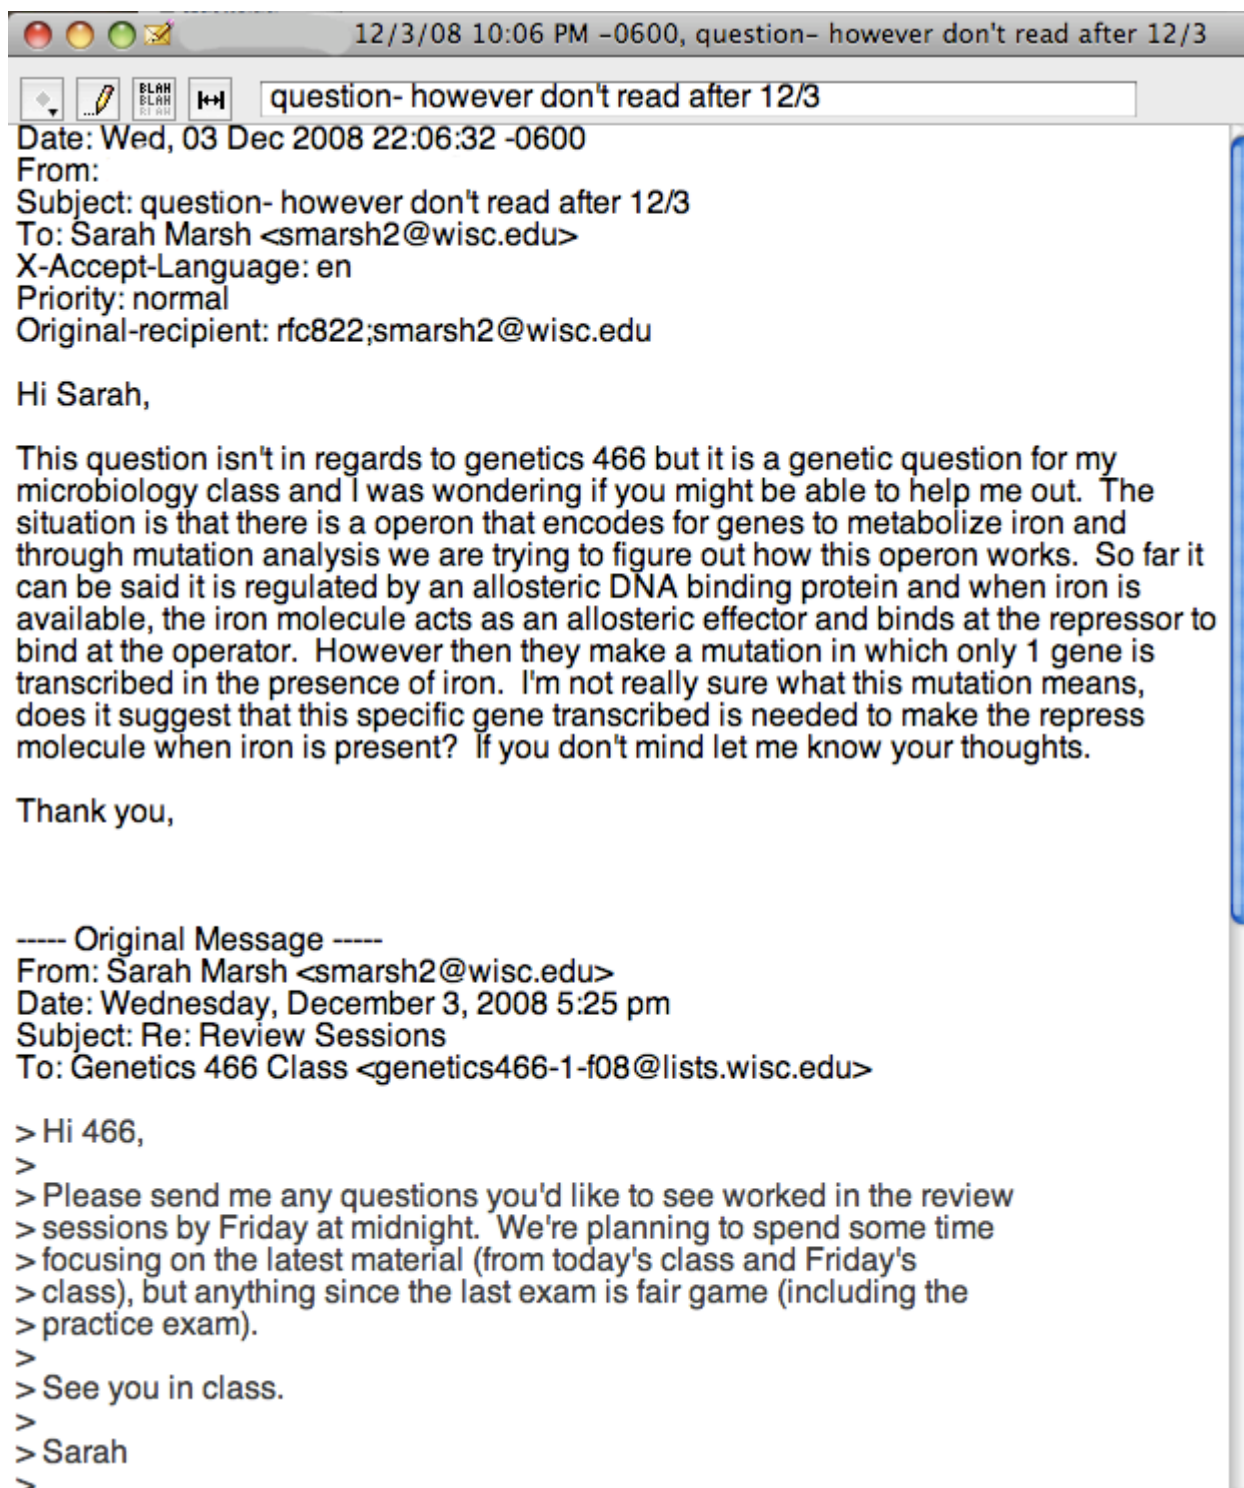 12/3/08 10:06 PM -0600, question- however don't read after 12/3
BLAH
BLAH
BLAH
question- however don't read after 12/3
Date: Wed, 03 Dec 2008 22:06:32 -0600
From:
Subject: question- however don't read after 12/3
To: Sarah Marsh <smarsh2@wisc.edu>
X-Accept-Language: en
Priority: normal
Original-recipient: rfc822;smarsh2@wisc.edu
Hi Sarah,
This question isn't in regards to genetics 466 but it is a genetic question for my
microbiology class and I was wondering if you might be able to help me out.  The
situation is that there is a operon that encodes for genes to metabolize iron and
through mutation analysis we are trying to figure out how this operon works.  So far it
can be said it is regulated by an allosteric DNA binding protein and when iron is
available, the iron molecule acts as an allosteric effector and binds at the repressor to
bind at the operator.  However then they make a mutation in which only 1 gene is
transcribed in the presence of iron.  I'm not really sure what this mutation means,
does it suggest that this specific gene transcribed is needed to make the repress
molecule when iron is present?  If you don't mind let me know your thoughts.
Thank you,
----- Original Message -----
From: Sarah Marsh <smarsh2@wisc.edu>
Date: Wednesday, December 3, 2008 5:25 pm
Subject: Re: Review Sessions
To: Genetics 466 Class <genetics466-1-f08@lists.wisc.edu>
> Hi 466,
>
> Please send me any questions you'd like to see worked in the review
> sessions by Friday at midnight.  We're planning to spend some time
> focusing on the latest material (from today's class and Friday's
> class), but anything since the last exam is fair game (including the
> practice exam).
>
> See you in class.
>
> Sarah
>